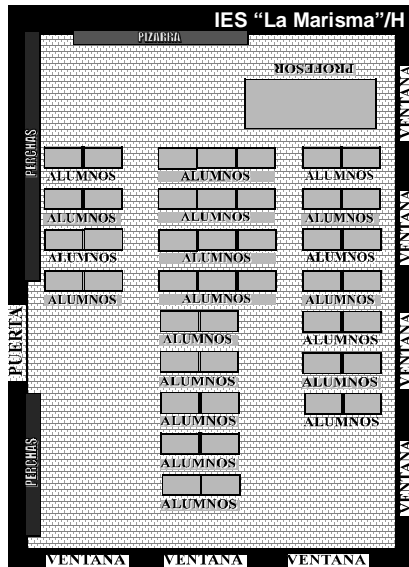 IES “La Marisma”/H
PIZARRA
PROFESOR
VENTANA
PERCHAS
ALUMNOS ALUMNOS ALUMNOS
ALUMNOS ALUMNOS ALUMNOS
VENTANA
ALUMNOS ALUMNOS ALUMNOS
ALUMNOS ALUMNOS ALUMNOS
PUERTA
ALUMNOS ALUMNOS
VENTANA
ALUMNOS ALUMNOS
ALUMNOS ALUMNOS
PERCHAS
ALUMNOS
VENTANA
ALUMNOS
VENTANA VENTANA VENTANA